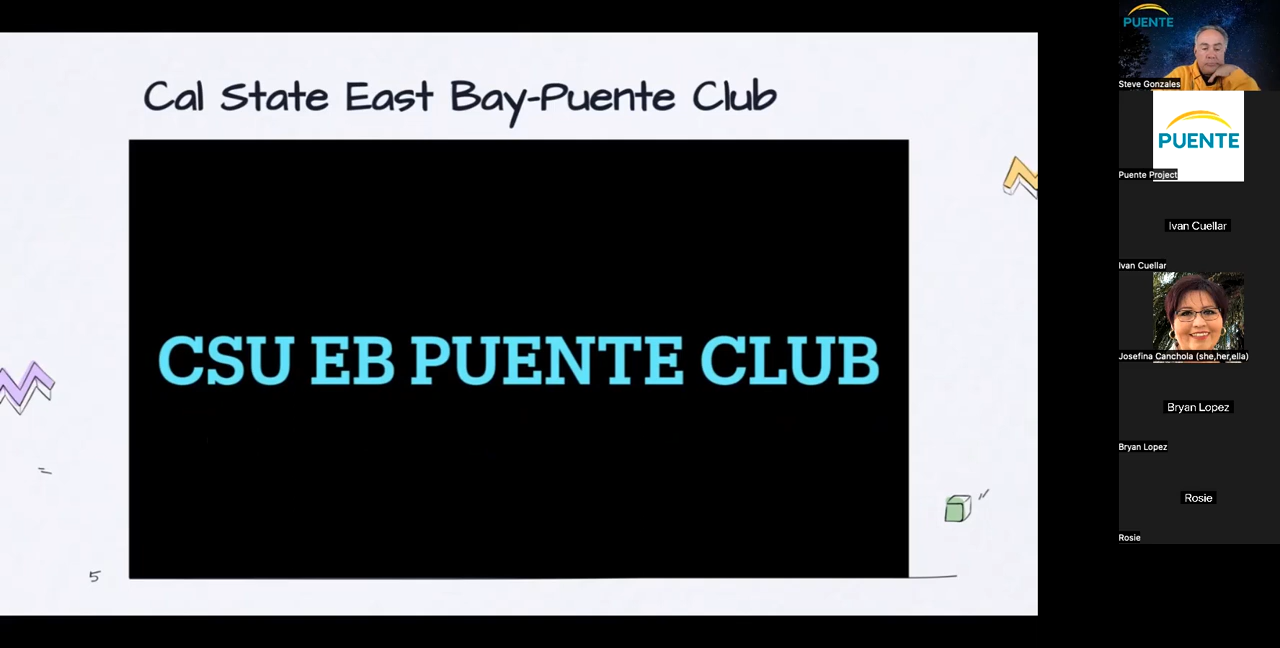 Cal State East Bay-Puente Club
CSU EB PUENTE CLUB
5
PUENTE
Steve Gonzales
PUENTE
Puente Project
Ivan Cuellar
Ivan Cuellar
Josefina Canchola (she,her,ella)
Bryan Lopez
Bryan Lopez
Rosie
Rosie